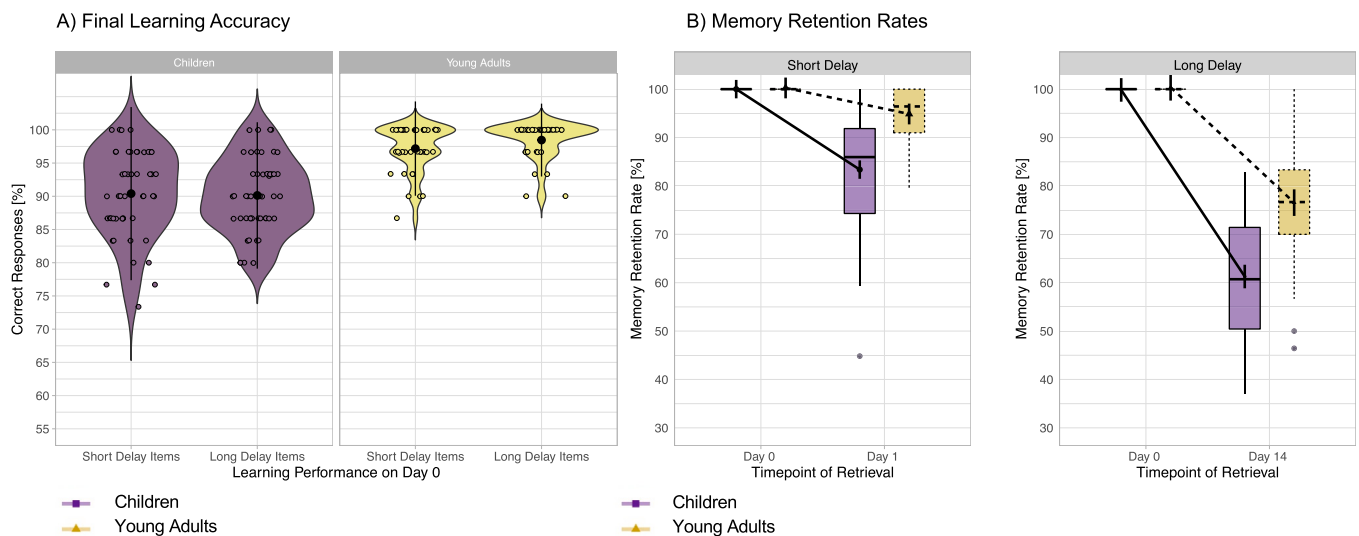 A) Final Learning Accuracy
B) Memory Retention Rates
Children
Young Adults
Short Delay
Long Delay
Correct Responses [%]
100
95
90
85
80
75
70
65
60
55
Short Delay Items
Long Delay Items
Short Delay Items
Long Delay Items
Learning Performance on Day 0
Memory Retention Rate [%]
100
90
80
70
60
50
40
30
Day 0
Day 1
Timepoint of Retrieval
Memory Retention Rate [%]
100
90
80
70
60
50
40
30
Day 0
Day 14
Timepoint of Retrieval
Children
Young Adults
Children
Young Adults